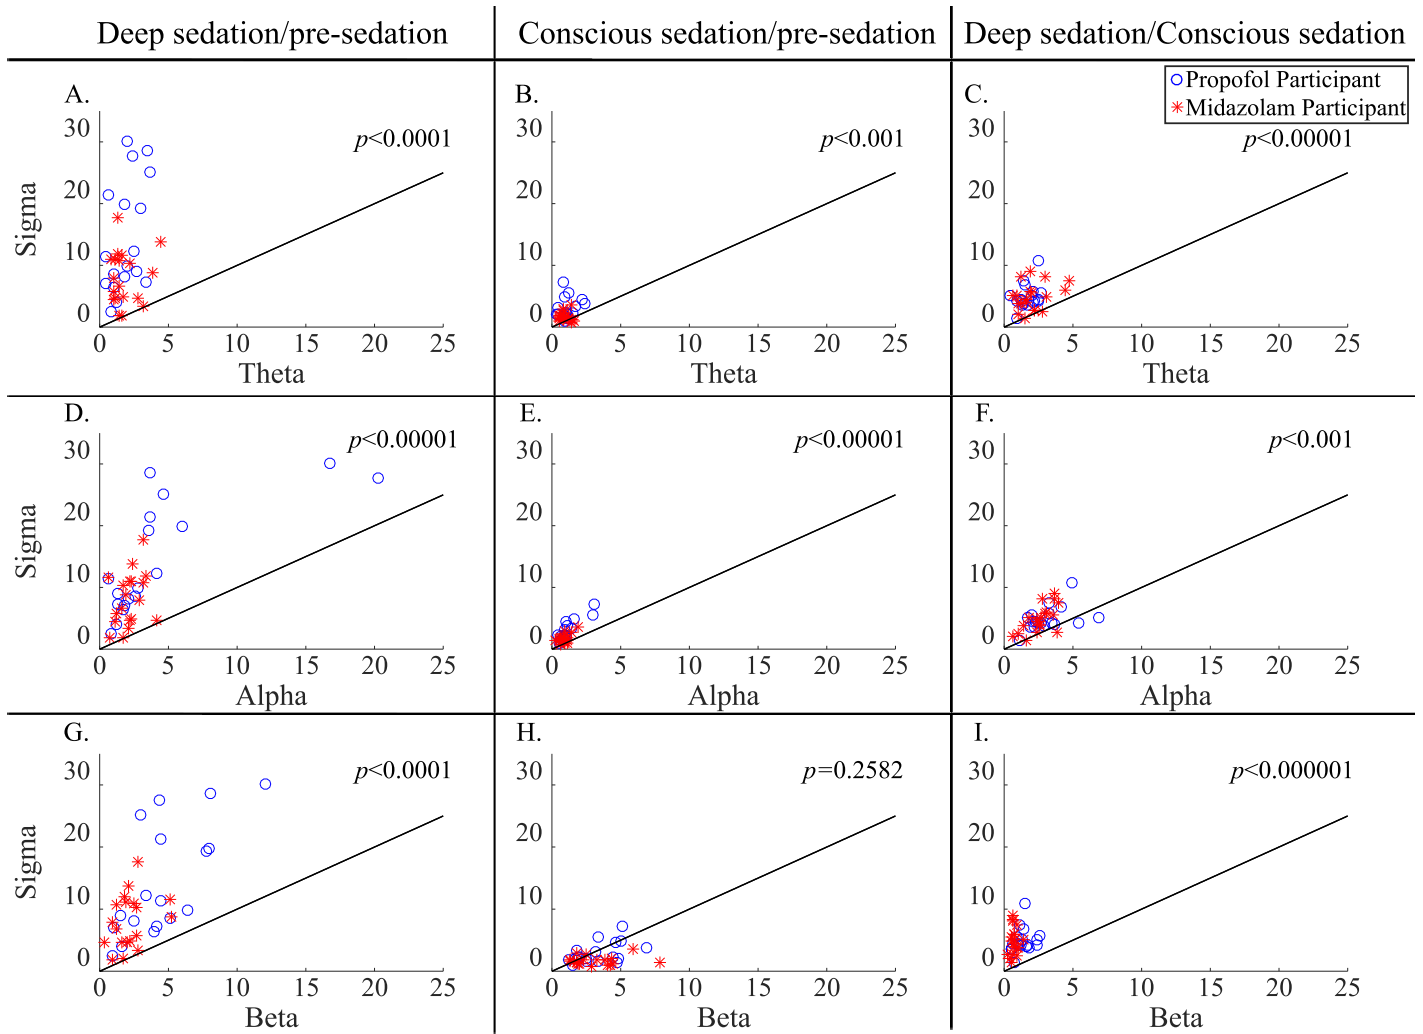 Deep sedation/pre-sedation
Conscious sedation/pre-sedation
Deep sedation/Conscious sedation
Propofol Participant
Midazolam Participant
A.
p<0.0001
Sigma
30
20
10
0
0 5 10 15 20 25
Theta
B.
p<0.001
30
20
10
0
0 5 10 15 20 25
Theta
C.
p<0.00001
30
20
10
0
0 5 10 15 20 25
Theta
D.
p<0.00001
Sigma
30
20
10
0
0 5 10 15 20 25
Alpha
E.
p<0.00001
30
20
10
0
0 5 10 15 20 25
Alpha
F.
p<0.001
30
20
10
0
0 5 10 15 20 25
Alpha
G.
p<0.0001
Sigma
30
20
10
0
0 5 10 15 20 25
Beta
H.
p=0.2582
30
20
10
0
0 5 10 15 20 25
Beta
I.
p<0.000001
30
20
10
0
0 5 10 15 20 25
Beta